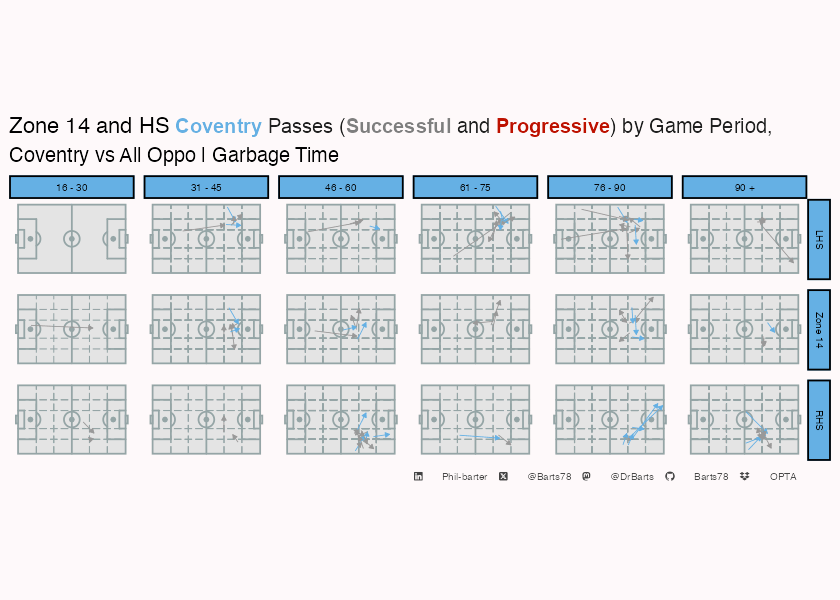 Zone 14 and HS Coventry Passes (Successful and Progressive) by Game Period,
Coventry vs All Oppo I Garbage Time
16 - 30 31 - 45 46 - 60 61 - 75 76 - 90 90 +
LHS
Zone 14
RHS
Phil-barter @Barts78 @DrBarts Barts78 OPTA